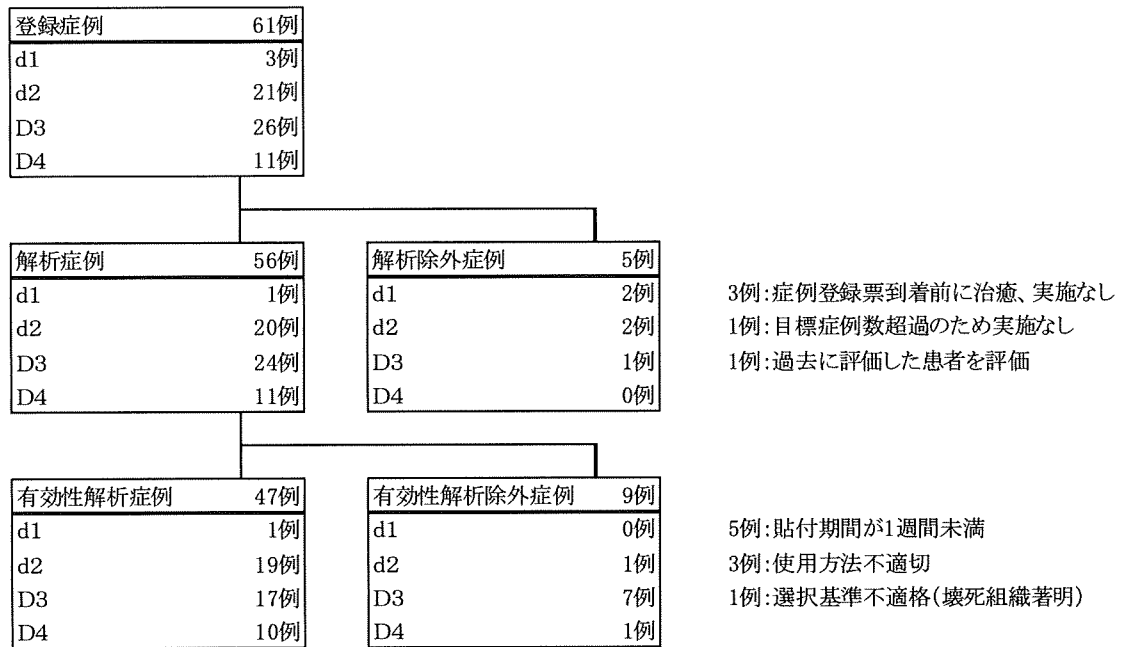 登録症例 61例
d1 3例
d2 21例
D3 26例
D4 11例
解析症例 56例
d1 1例
d2 20例
D3 24例
D4 11例
解析除外症例 5例
d1 2例
d2 2例
D3 1例
D4 0例
3例:症例登録票到着前に治癒、実施なし
1例:目標症例数超過のため実施なし
1例:過去に評価した患者を評価
有効性解析症例 47例
d1 1例
d2 19例
D3 17例
D4 10例
有効性解析除外症例 9例
d1 0例
d2 1例
D3 7例
D4 1例
5例:貼付期間が1週間未満
3例:使用方法不適切
1例:選択基準不適格(壊死組織著明)